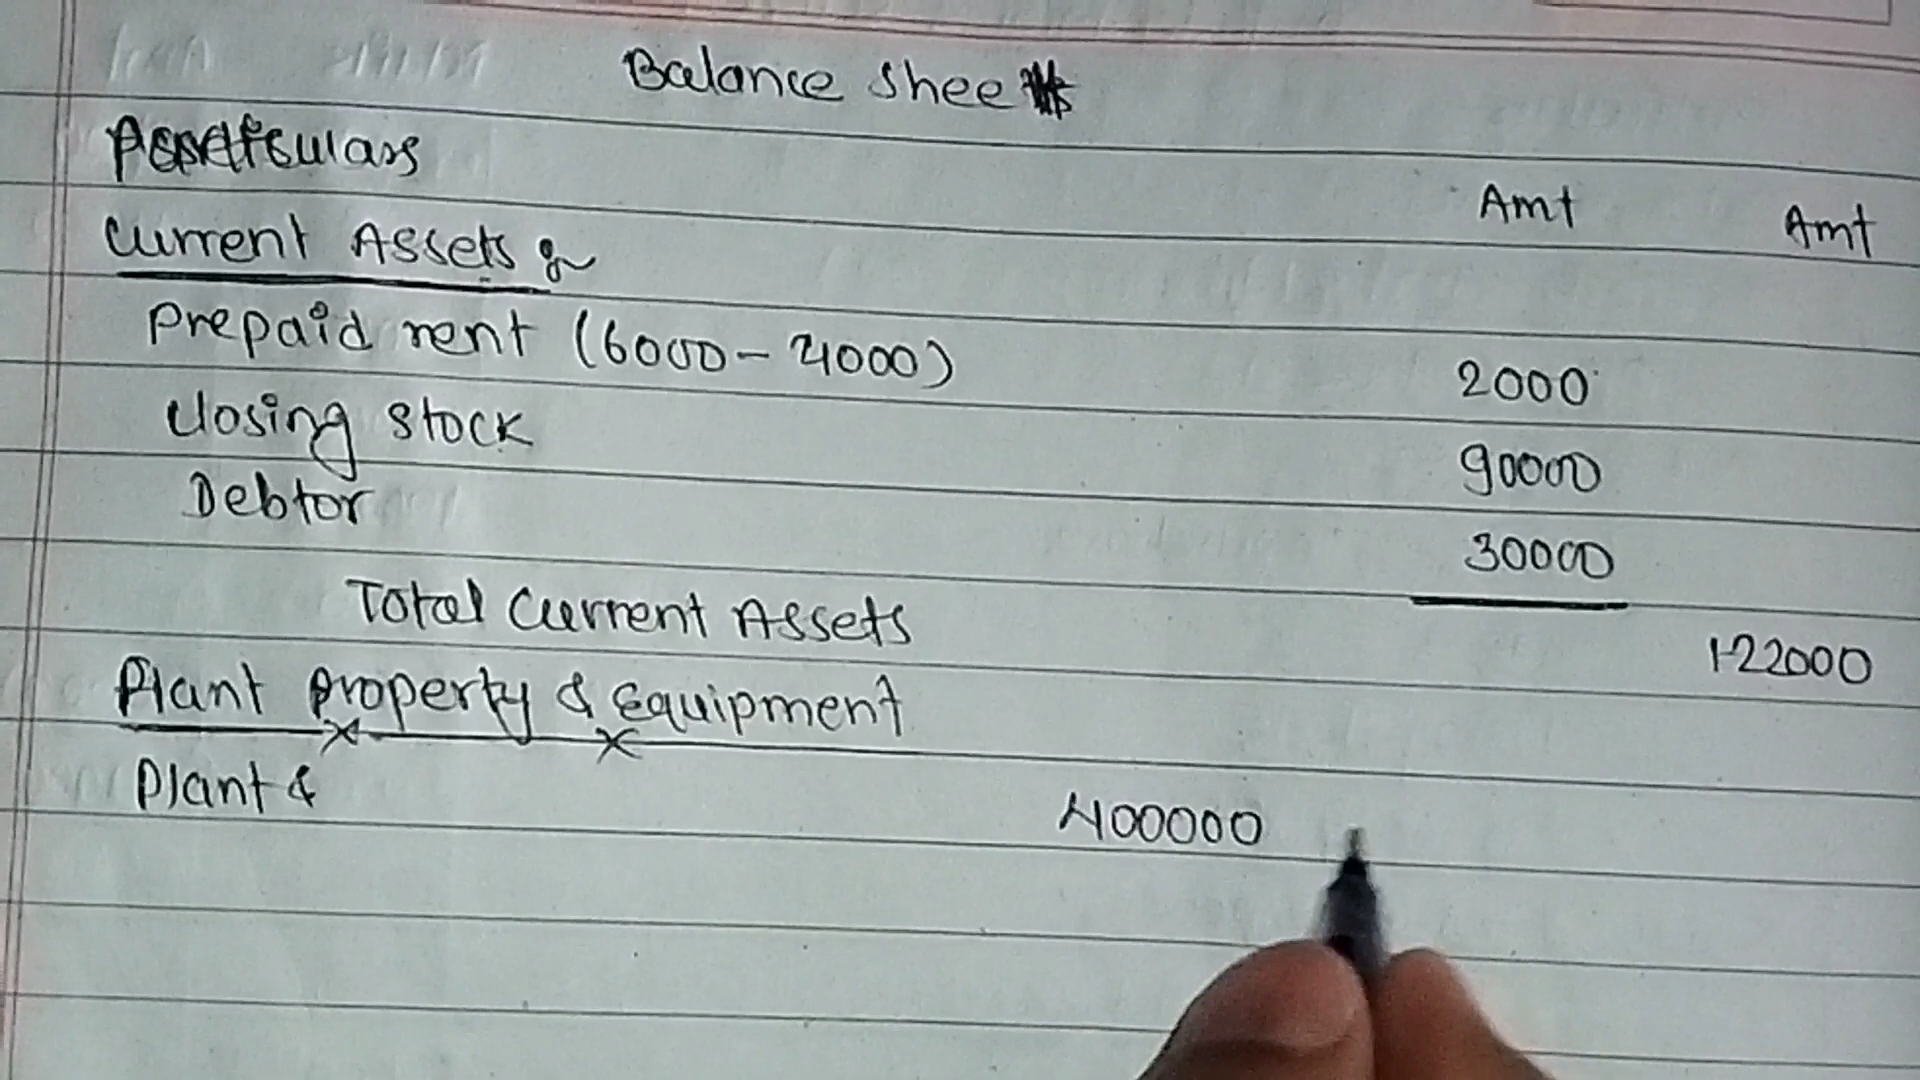 Balance Sheet
Particulars Amt Amt
Current Assets :-
Prepaid rent (6000 - 4000) 2000
Closing Stock 90000
Debtor 30000
Total Current Assets 122000
Plant Property & Equipment
Plant & 400000